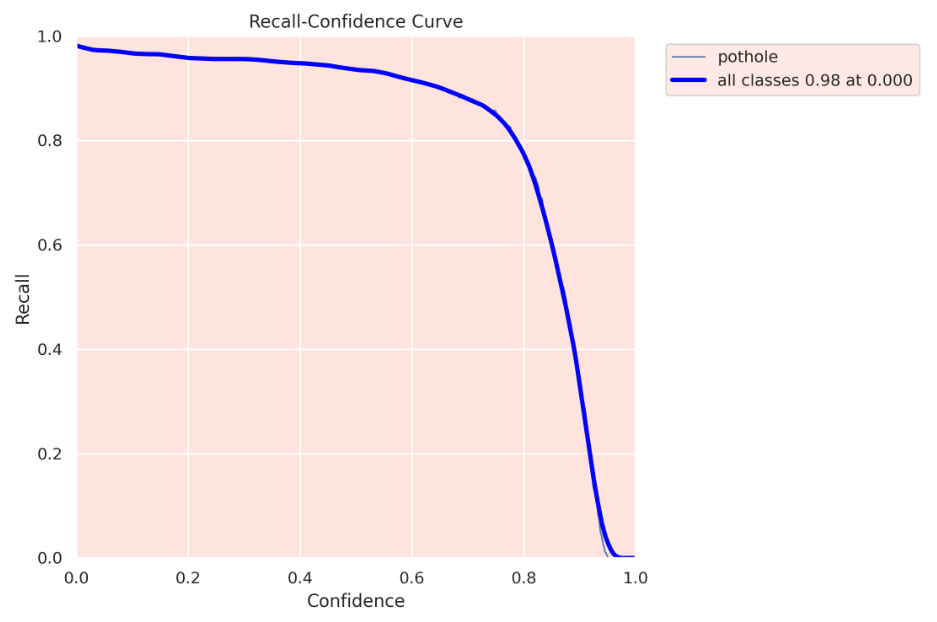 Recall-Confidence Curve
pothole
all classes 0.98 at 0.000
1.0
0.8
0.6
0.4
0.2
0.0
Recall
0.0 0.2 0.4 0.6 0.8 1.0
Confidence